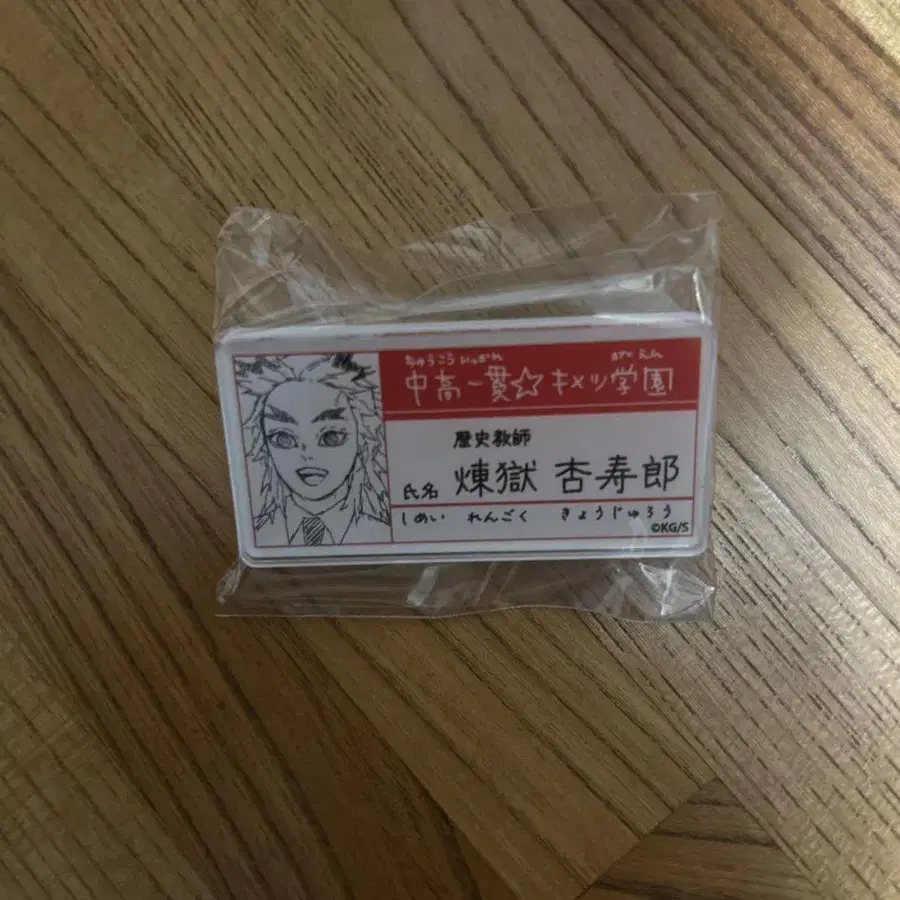 ちゅうこう いっかん がくえん
中高一貫☆キメツ学園
歴史教師
氏名 煉獄 杏寿郎
しめい れんごく きょうじゅろう
©KG/S